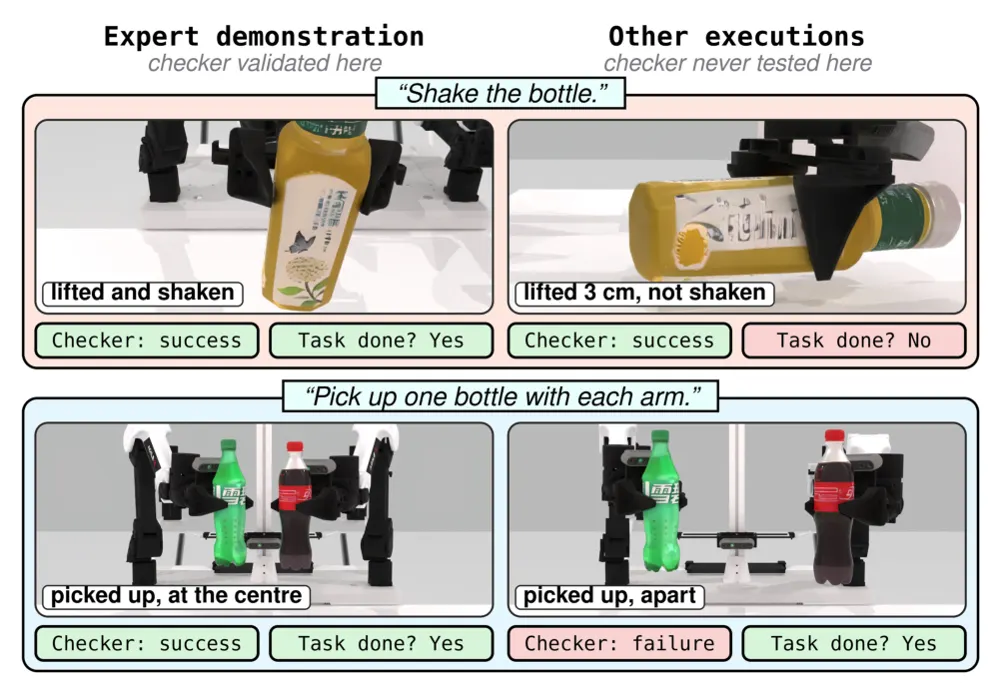 Expert demonstration
checker validated here
Other executions
checker never tested here
“Shake the bottle.”
lifted and shaken
lifted 3 cm, not shaken
Checker: success
Task done? Yes
Checker: success
Task done? No
“Pick up one bottle with each arm.”
picked up, at the centre
picked up, apart
Checker: success
Task done? Yes
Checker: failure
Task done? Yes